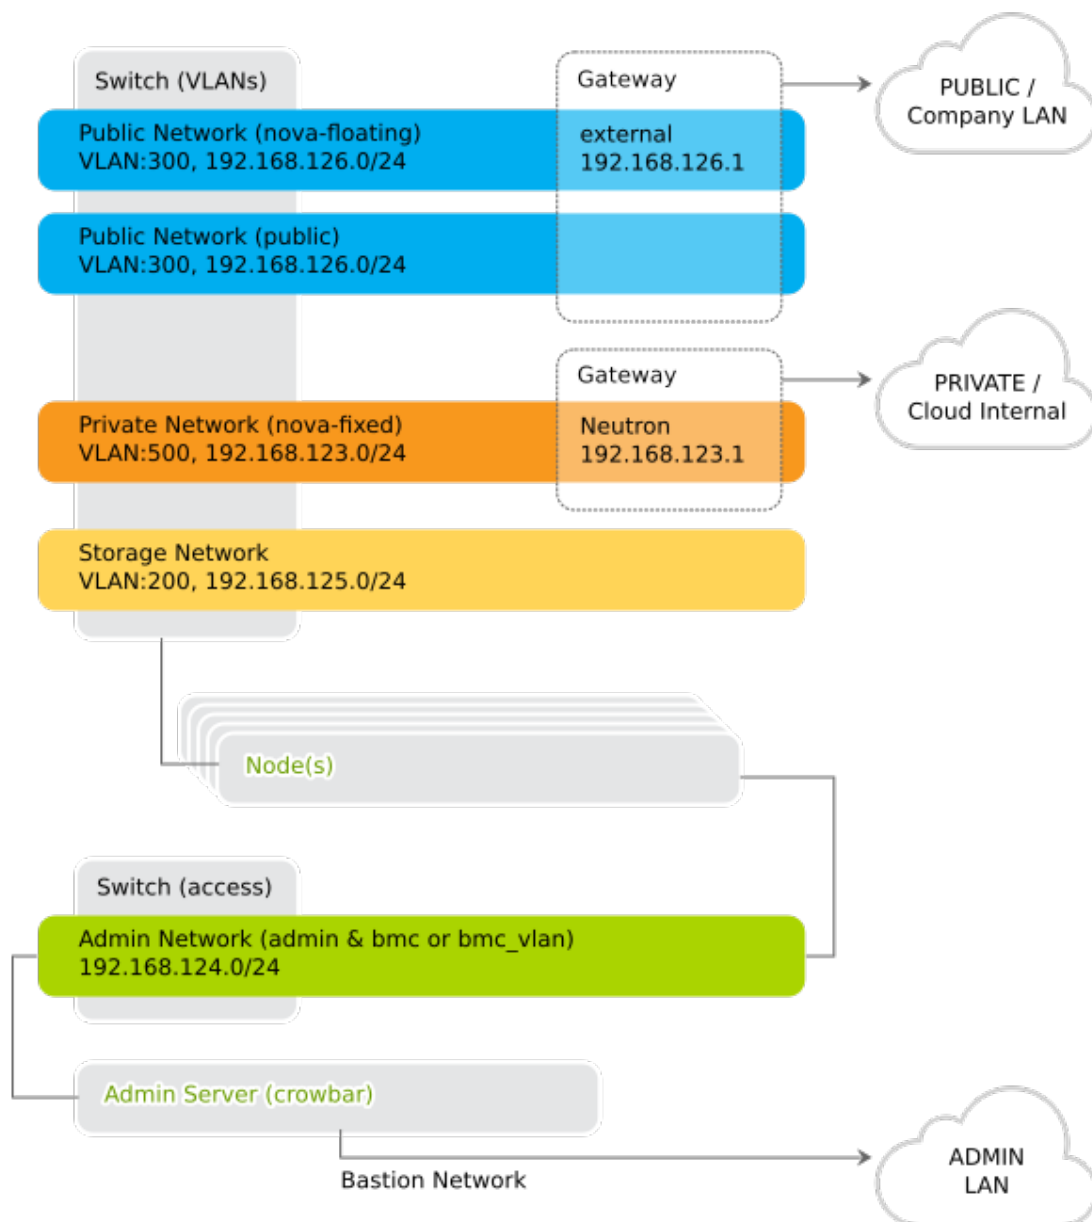 Switch (VLANs)
Gateway
PUBLIC /
Company LAN
Public Network (nova-floating)
VLAN:300, 192.168.126.0/24
external
192.168.126.1
Public Network (public)
VLAN:300, 192.168.126.0/24
Gateway
PRIVATE /
Cloud Internal
Private Network (nova-fixed)
VLAN:500, 192.168.123.0/24
Neutron
192.168.123.1
Storage Network
VLAN:200, 192.168.125.0/24
Node(s)
Switch (access)
Admin Network (admin & bmc or bmc_vlan)
192.168.124.0/24
Admin Server (crowbar)
Bastion Network
ADMIN
LAN